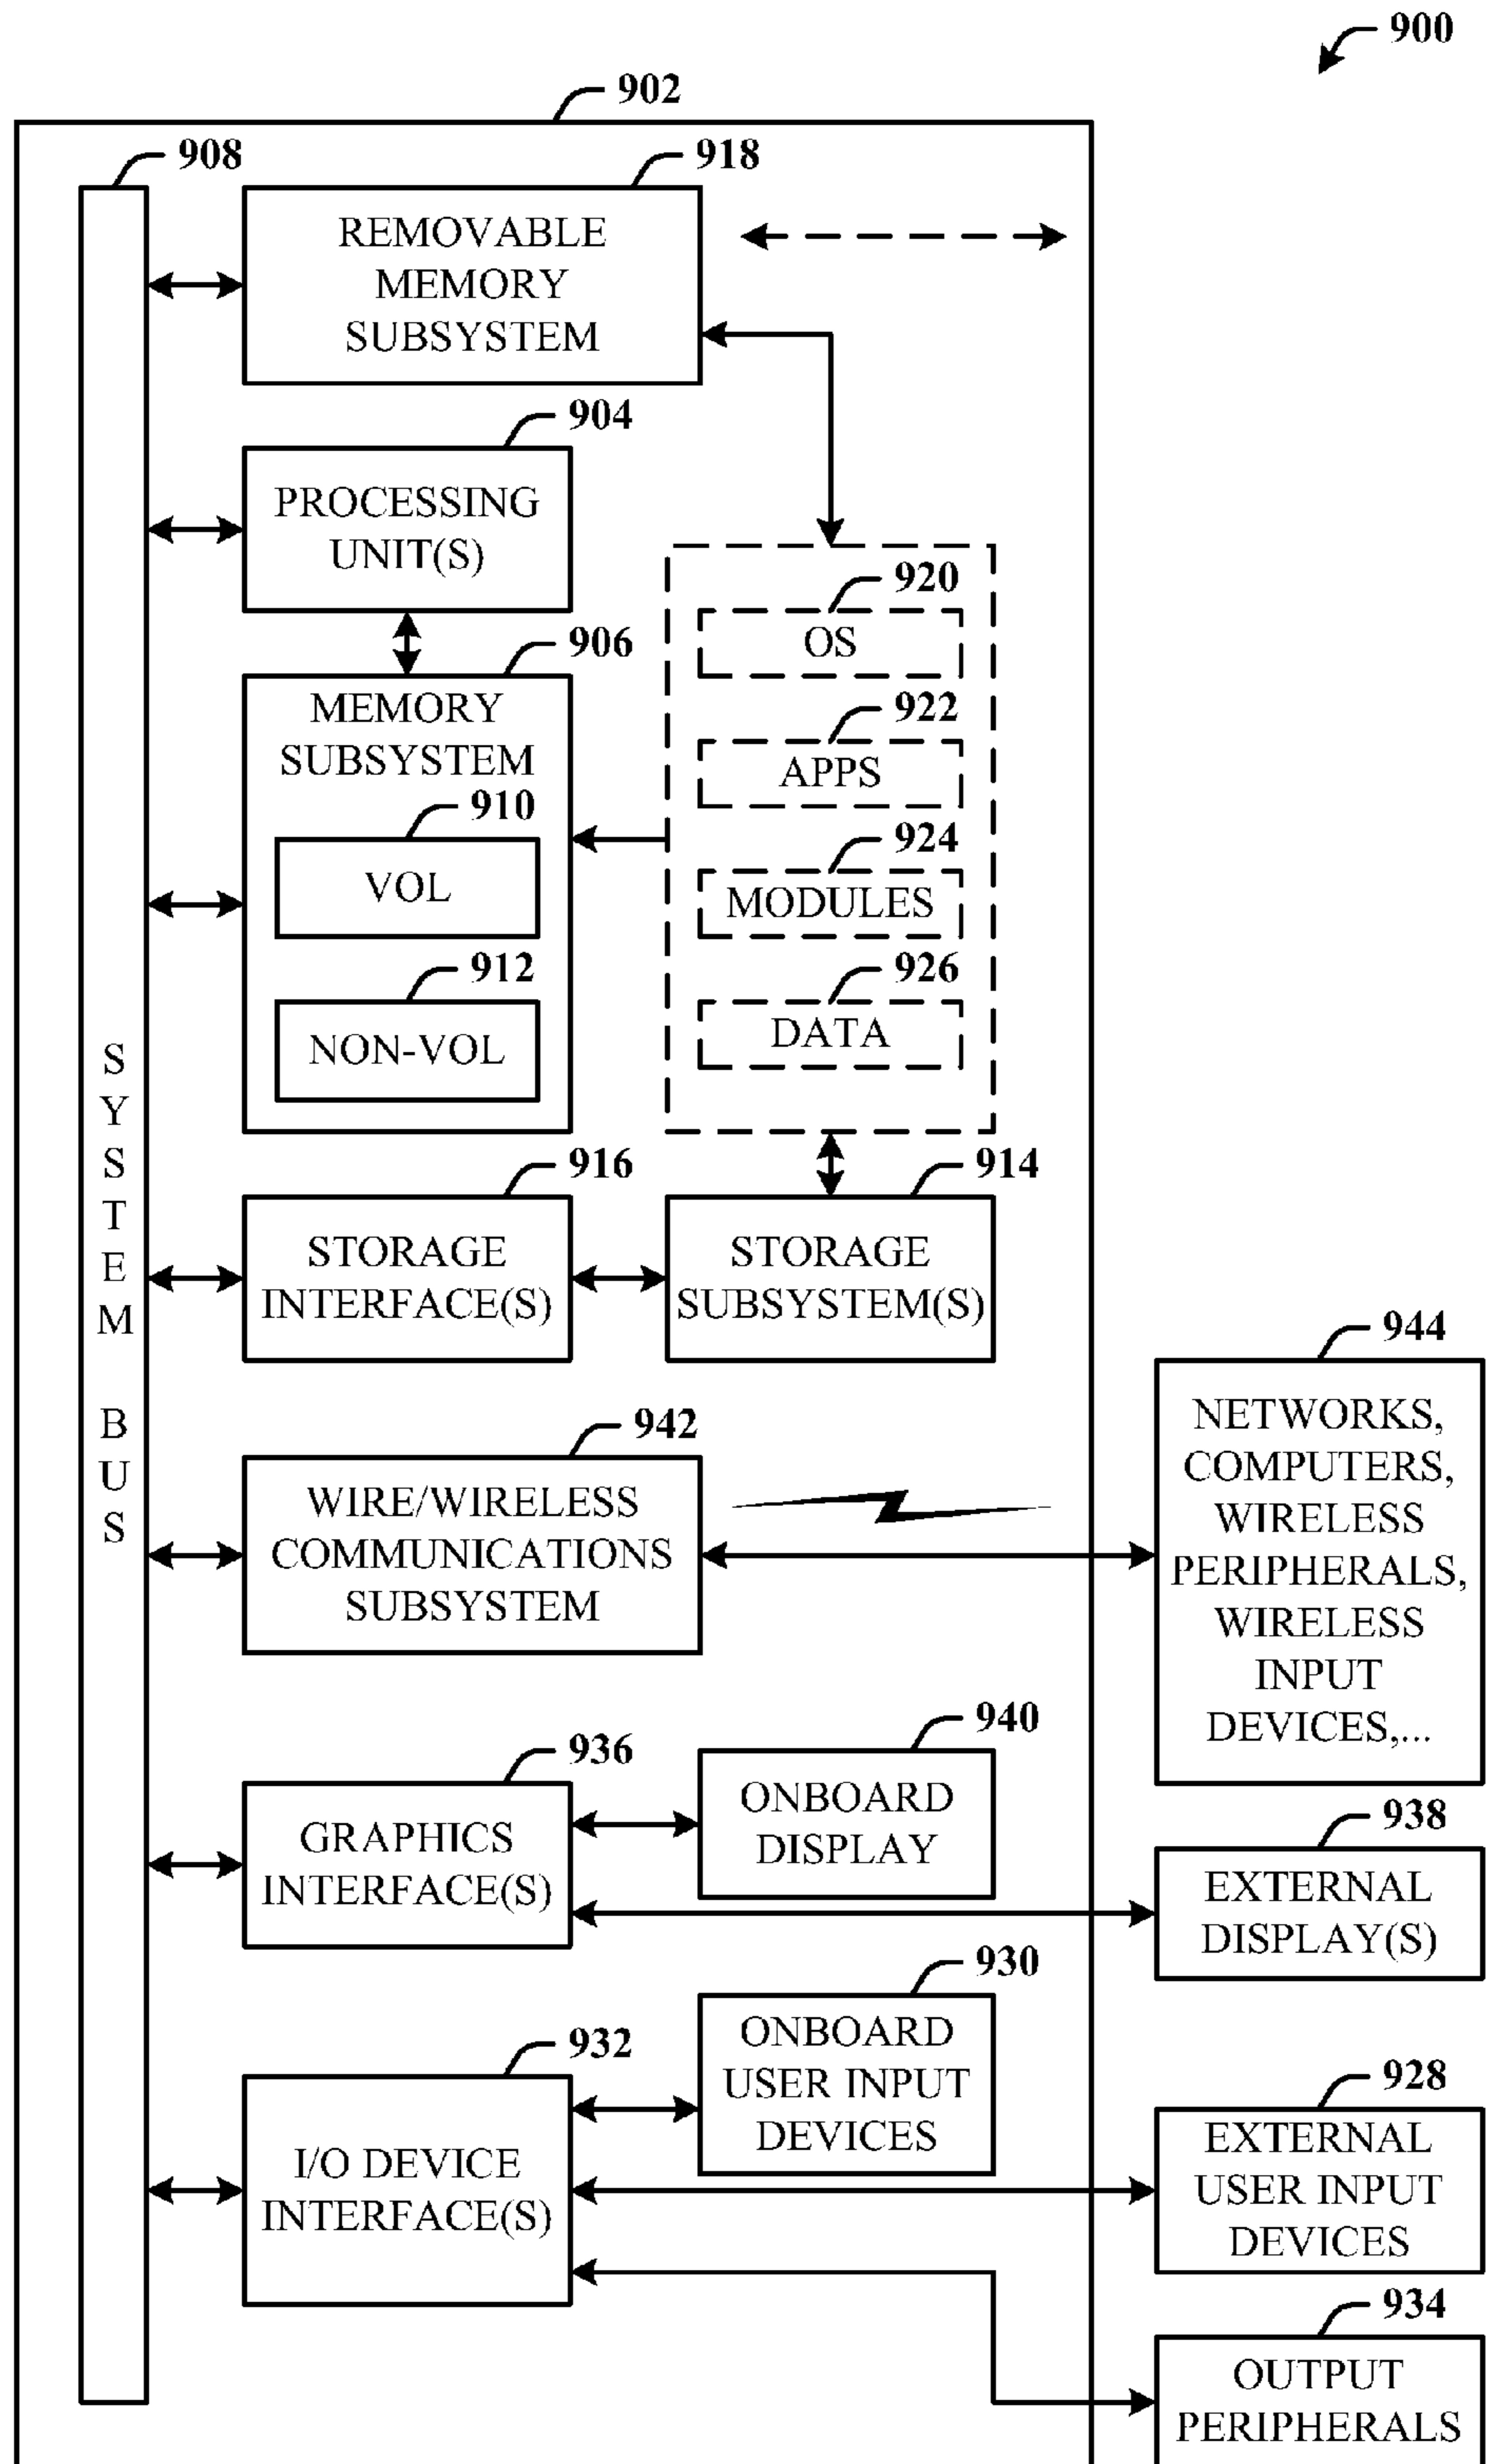 900
902
908
918
REMOVABLE
MEMORY
SUBSYSTEM
904
PROCESSING
UNIT(S)
906
MEMORY
SUBSYSTEM
910
VOL
912
NON-VOL
920
OS
922
APPS
924
MODULES
926
DATA
S
Y
S
T
E
M
B
U
S
916
STORAGE
INTERFACE(S)
914
STORAGE
SUBSYSTEM(S)
942
WIRE/WIRELESS
COMMUNICATIONS
SUBSYSTEM
944
NETWORKS,
COMPUTERS,
WIRELESS
PERIPHERALS,
WIRELESS
INPUT
DEVICES,...
936
GRAPHICS
INTERFACE(S)
940
ONBOARD
DISPLAY
938
EXTERNAL
DISPLAY(S)
932
I/O DEVICE
INTERFACE(S)
930
ONBOARD
USER INPUT
DEVICES
928
EXTERNAL
USER INPUT
DEVICES
934
OUTPUT
PERIPHERALS